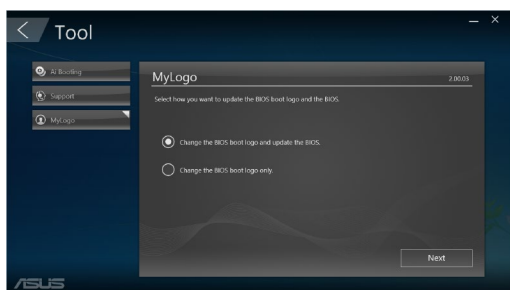 Tool
Ai Booting
Support
MyLogo
MyLogo
2.00.03
Select how you want to update the BIOS boot logo and the BIOS.
Change the BIOS boot logo and update the BIOS.
Change the BIOS boot logo only.
Next
ASUS